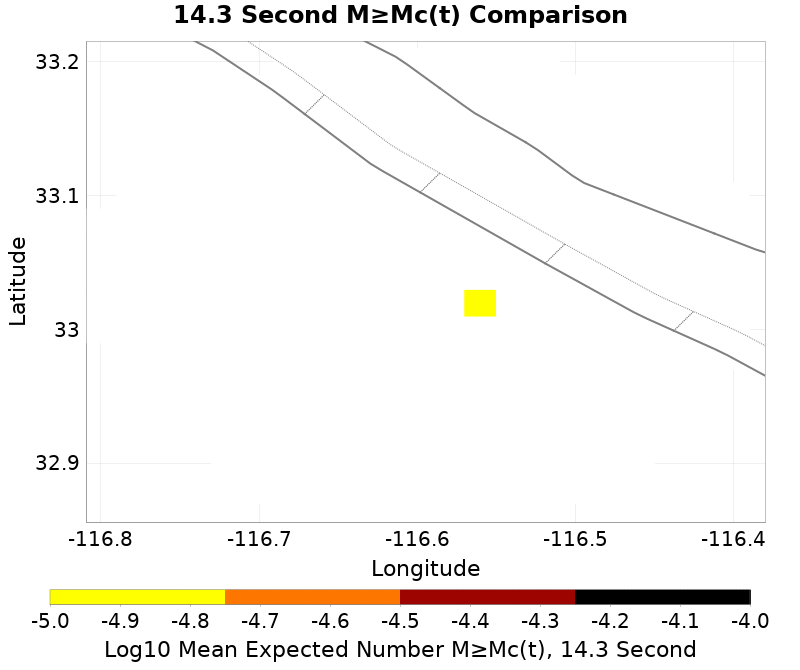 14.3 Second M≥Mc(t) Comparison
33.2
33.1
33
32.9
Latitude
-116.8 -116.7 -116.6 -116.5 -116.4
Longitude
-5.0 -4.9 -4.8 -4.7 -4.6 -4.5 -4.4 -4.3 -4.2 -4.1 -4.0
Log10 Mean Expected Number M≥Mc(t), 14.3 Second